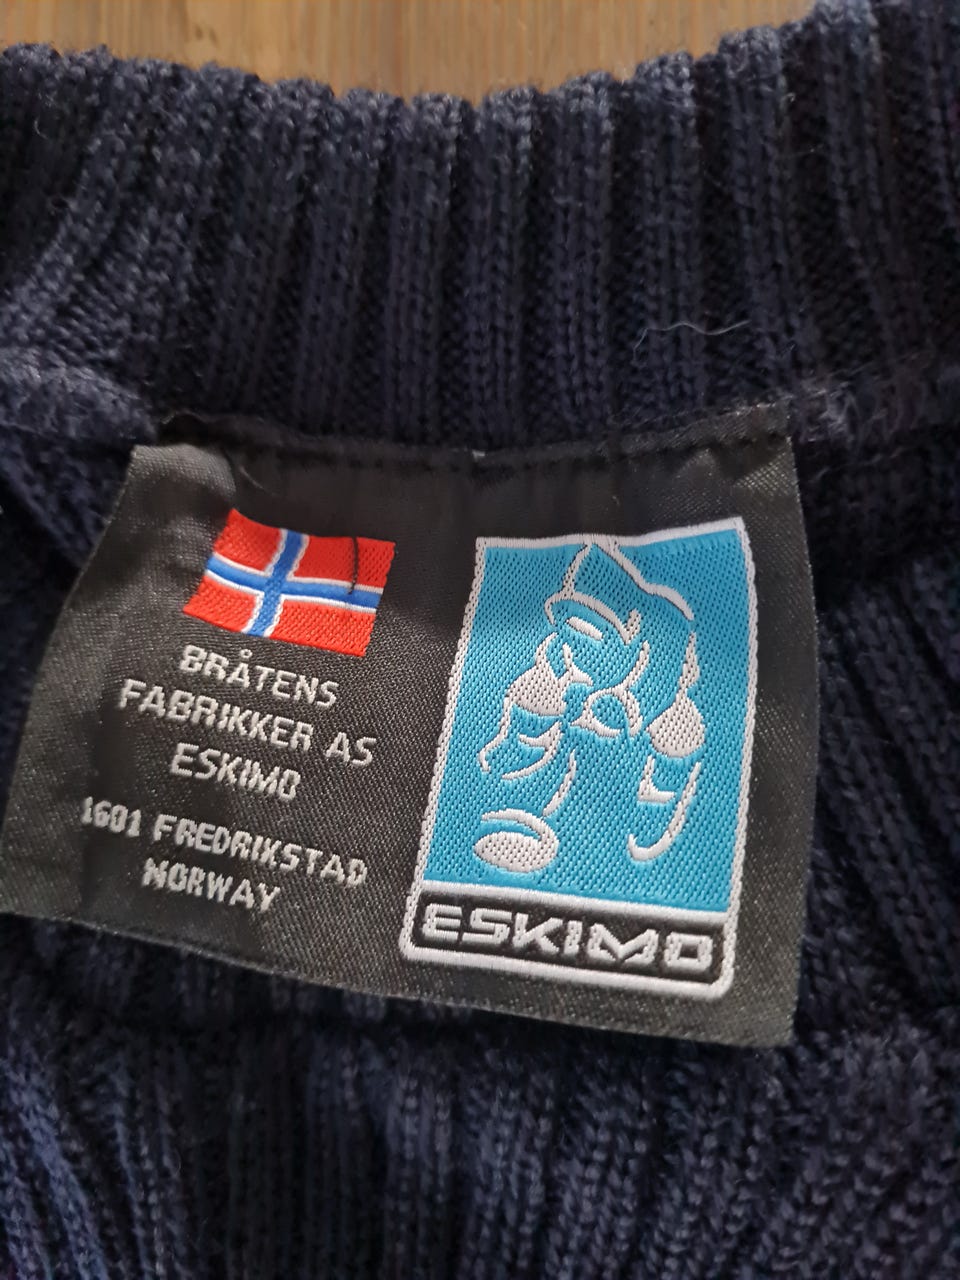 BRÅTENS
FABRIKKER AS
ESKIMO
1601 FREDRIKSTAD
NORWAY
ESKIMO